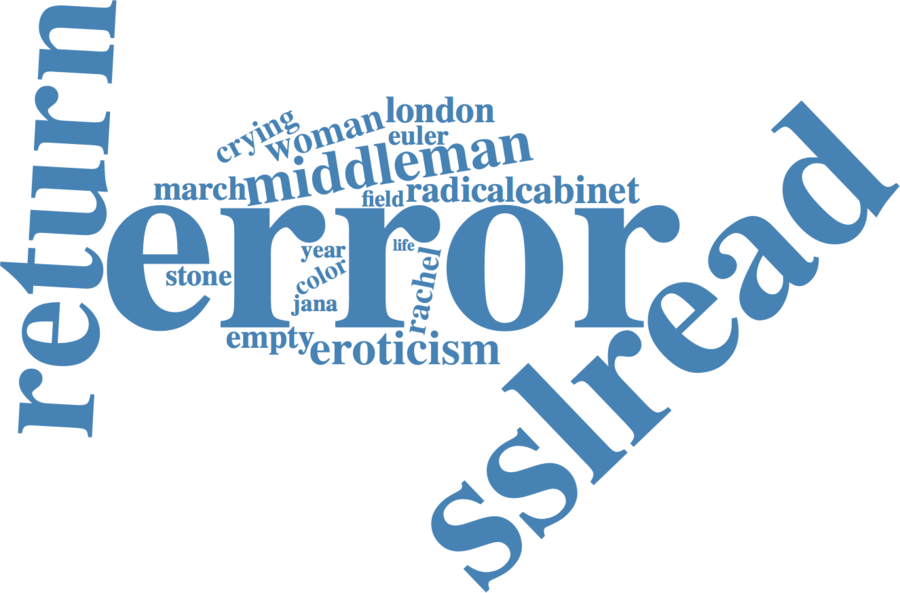 return
crying
woman
london
euler
middleman
march
field
radicalcabinet
error
year
life
stone
color
rachel
jana
empty
eroticism
sslread